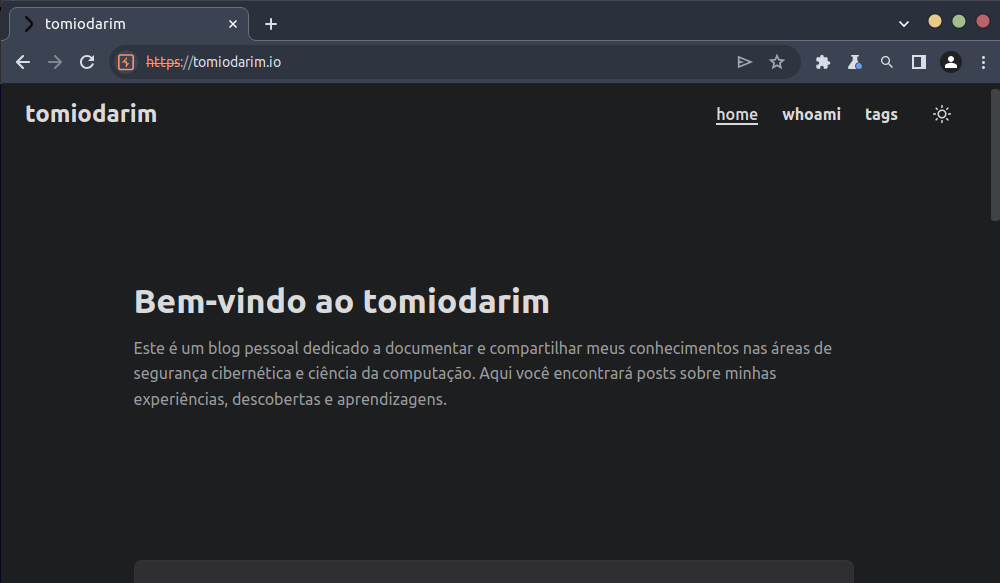 tomiodarim
https://tomiodarim.io
tomiodarim
home whoami tags
Bem-vindo ao tomiodarim
Este é um blog pessoal dedicado a documentar e compartilhar meus conhecimentos nas áreas de
segurança cibernética e ciência da computação. Aqui você encontrará posts sobre minhas
experiências, descobertas e aprendizagens.